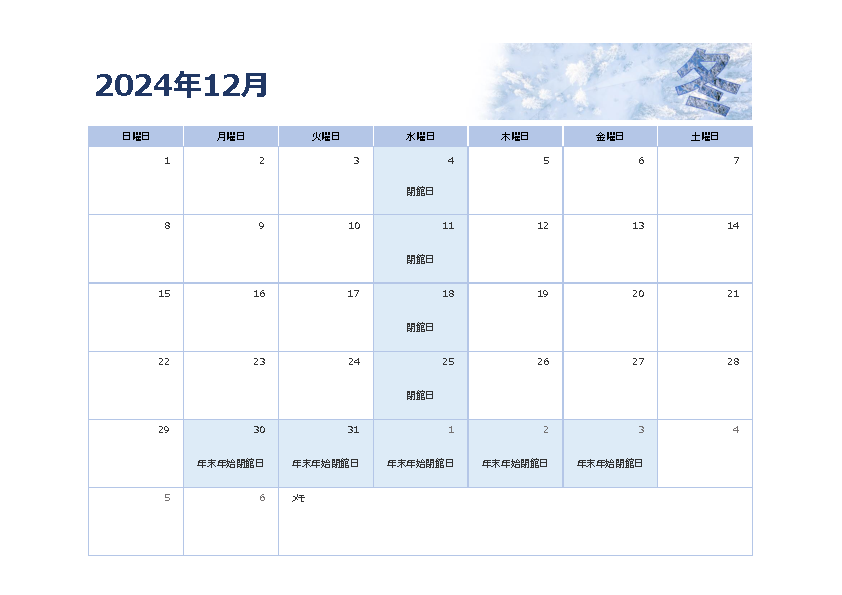 2024年12月
冬
日曜日 月曜日 火曜日 水曜日 木曜日 金曜日 土曜日
1 2 3 4 5 6 7
閉館日
8 9 10 11 12 13 14
閉館日
15 16 17 18 19 20 21
閉館日
22 23 24 25 26 27 28
閉館日
29 30 31 1 2 3 4
年末年始閉館日 年末年始閉館日 年末年始閉館日 年末年始閉館日 年末年始閉館日
5 6 メモ